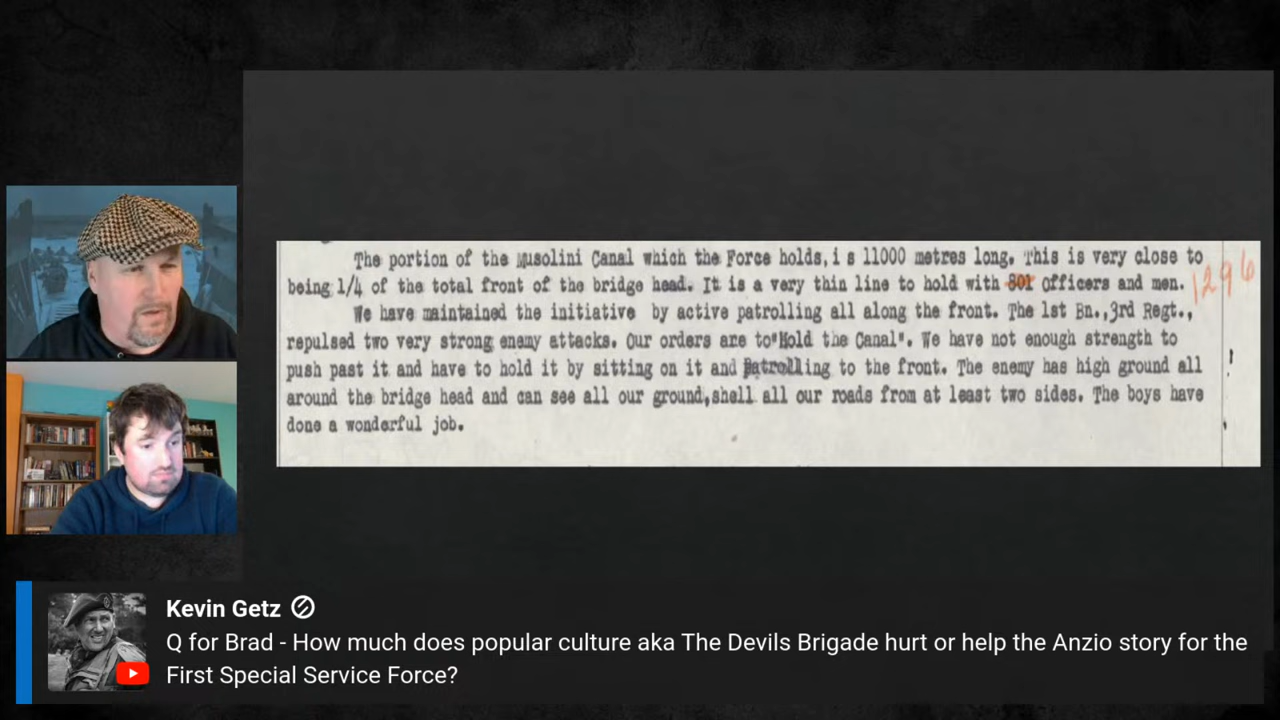 The portion of the Musolini Canal which the Force holds,i s 11000 metres long. This is very close to
being 1/4 of the total front of the bridge head. It is a very thin line to hold with 801 Officers and men. 1296
We have maintained the initiative by active patrolling all along the front. The 1st Bn.,3rd Regt.,
repulsed two very strong enemy attacks. Our orders are to"Hold the Canal". We have not enough strength to
push past it and have to hold it by sitting on it and Patrolling to the front. The enemy has high ground all
around the bridge head and can see all our ground,shell all our roads from at least two sides. The boys have
done a wonderful job.
Kevin Getz
Q for Brad - How much does popular culture aka The Devils Brigade hurt or help the Anzio story for the
First Special Service Force?